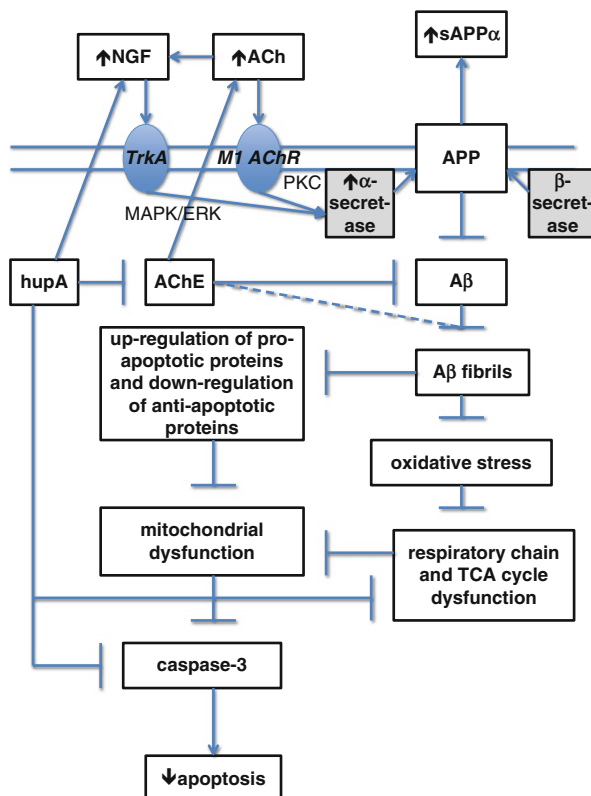 ↑sAPPα
↑NGF
↑ACh
TrkA
M1 AChR
APP
PKC
MAPK/ERK
↑α-
secret-
ase
β-
secret-
ase
hupA
AChE
Aβ
up-regulation of pro-
apoptotic proteins
and down-regulation
of anti-apoptotic
proteins
Aβ fibrils
oxidative stress
mitochondrial
dysfunction
respiratory chain
and TCA cycle
dysfunction
caspase-3
↓apoptosis